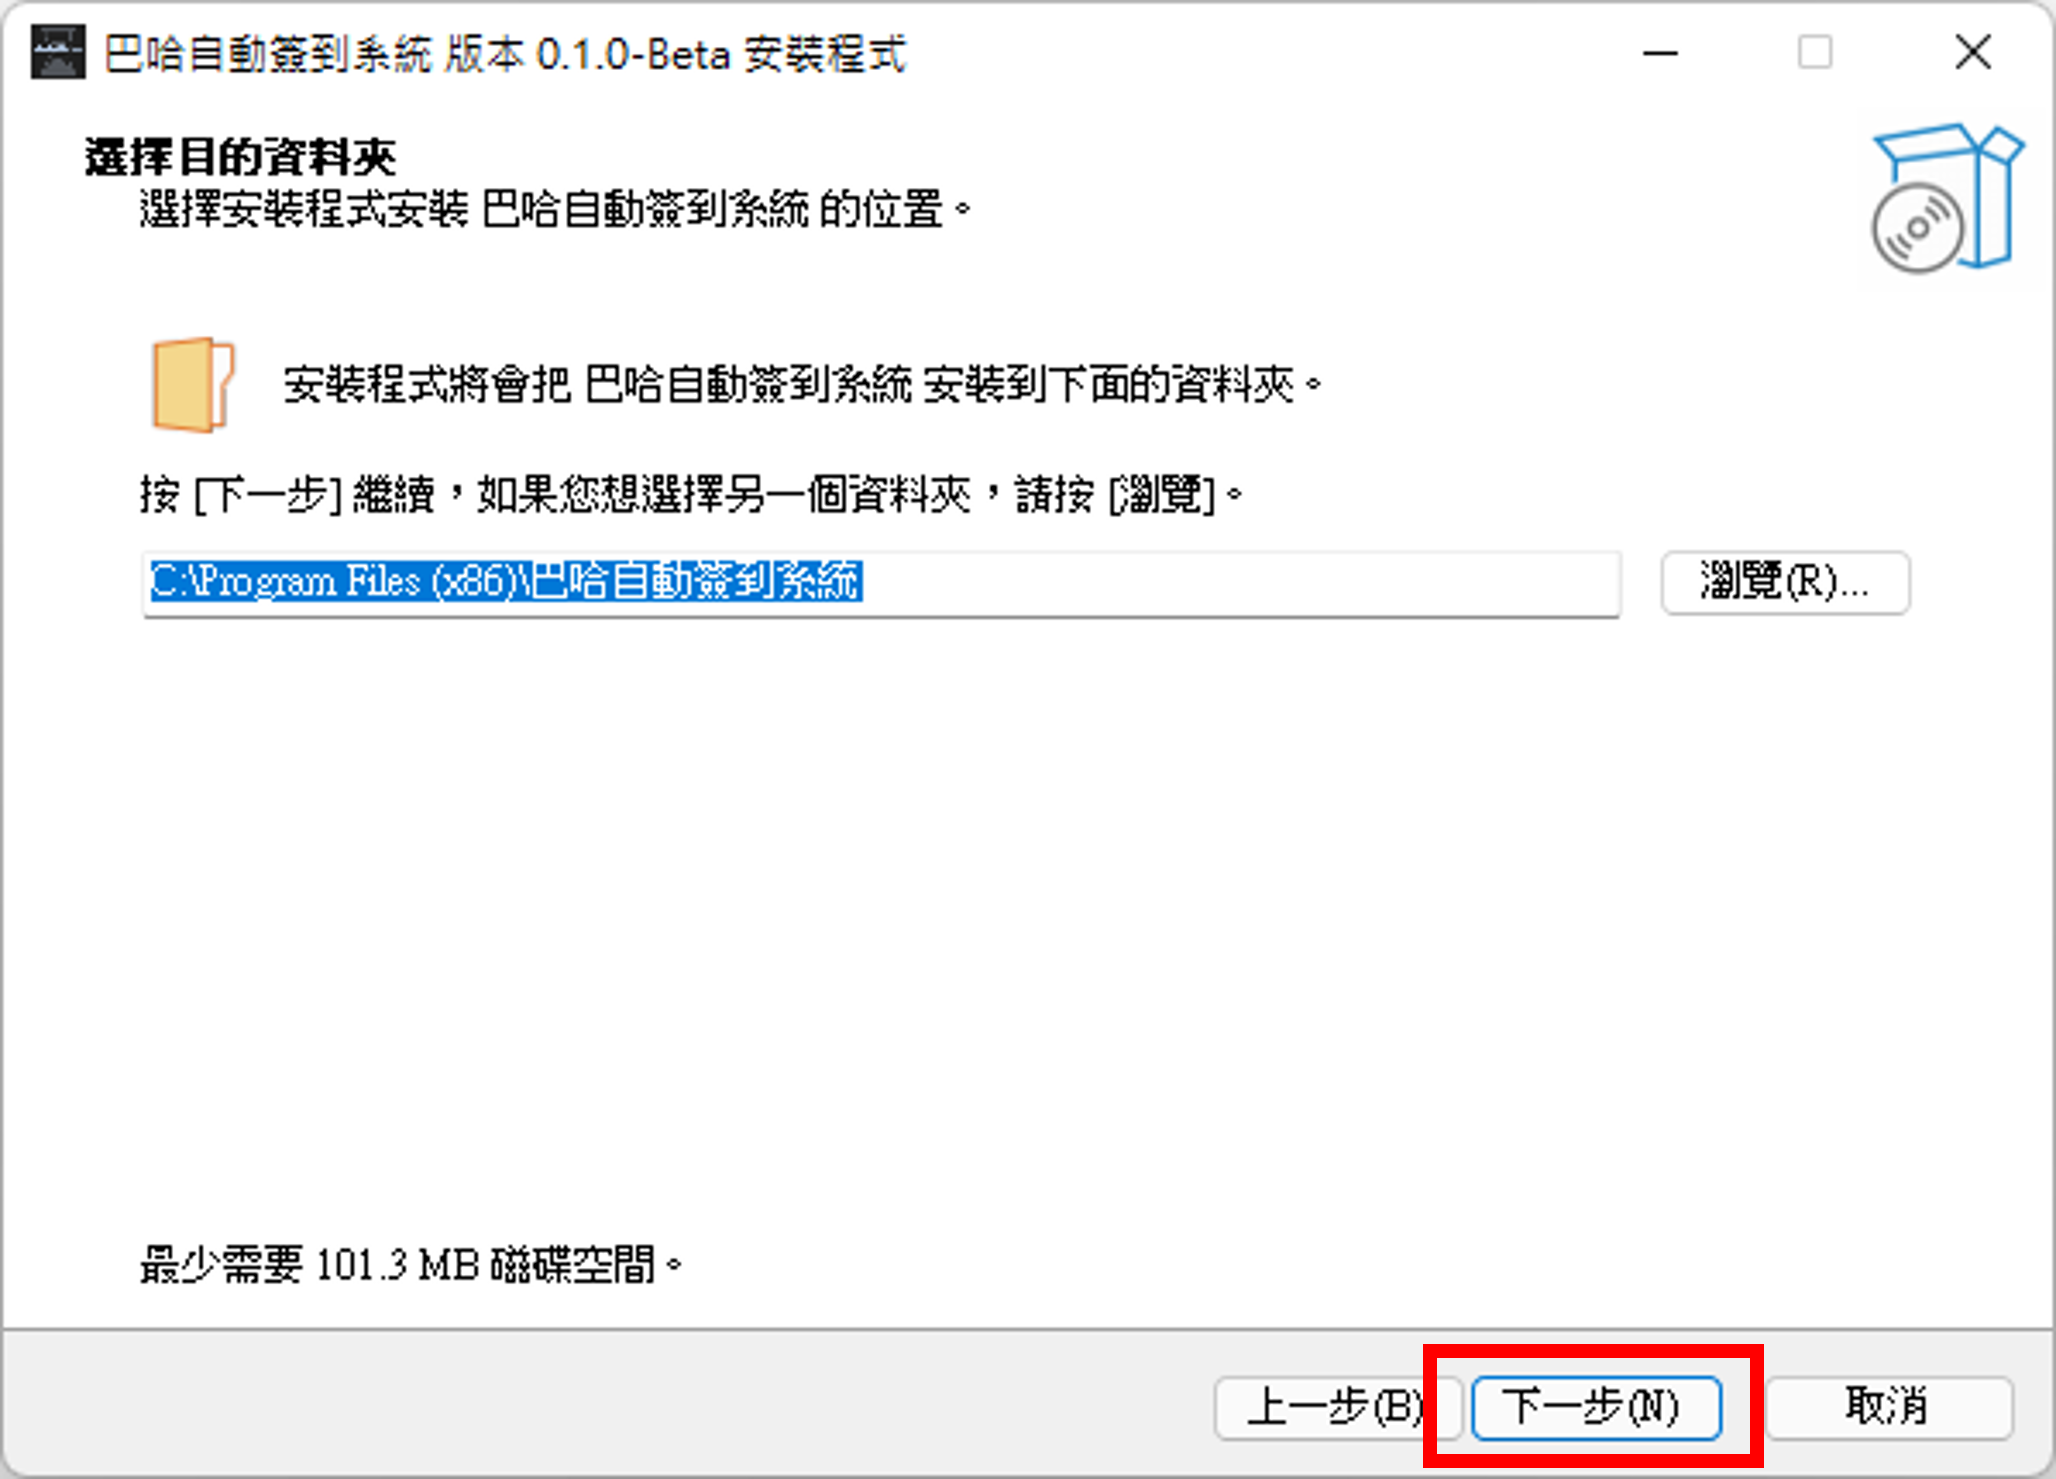 巴哈自動簽到系統 版本 0.1.0-Beta 安裝程式
選擇目的資料夾
選擇安裝程式安裝 巴哈自動簽到系統 的位置。
安裝程式將會把 巴哈自動簽到系統 安裝到下面的資料夾。
按 [下一步] 繼續，如果您想選擇另一個資料夾，請按 [瀏覽]。
C:\Program Files (x86)\巴哈自動簽到系統
瀏覽(R)...
最少需要 101.3 MB 磁碟空間。
上一步(B)
下一步(N)
取消